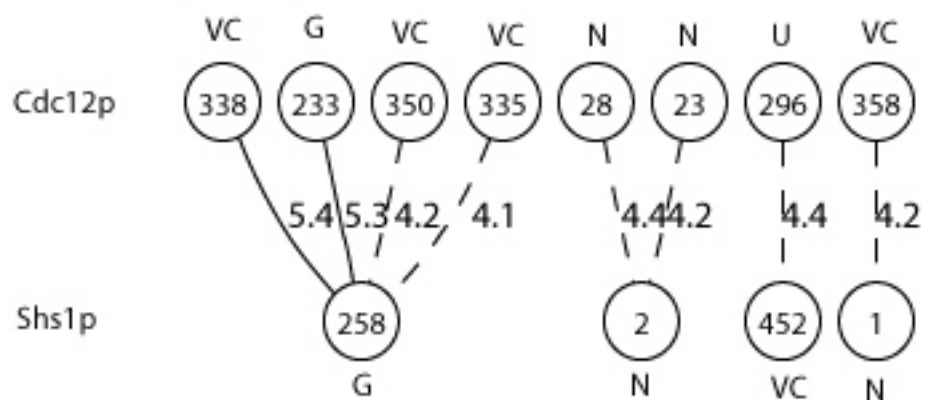 VC G VC VC N N U VC
Cdc12p 338 233 350 335 28 23 296 358
5.4 5.3 4.2 4.1 4.4 4.2 4.4 4.2
Shs1p 258 2 452 1
G N VC N